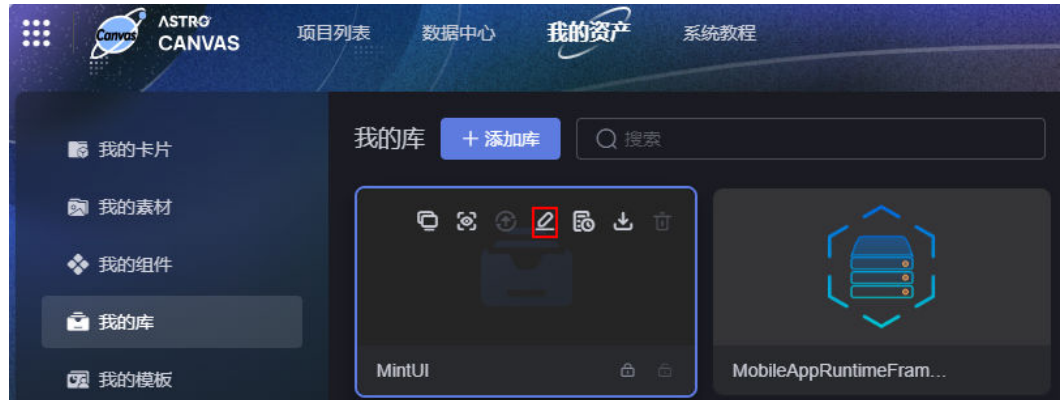 Canvas
ASTRO
CANVAS
项目列表
数据中心
我的资产
系统教程
我的卡片
我的素材
我的组件
我的库
我的模板
我的库
+ 添加库
搜索
MintUI
MobileAppRuntimeFram...